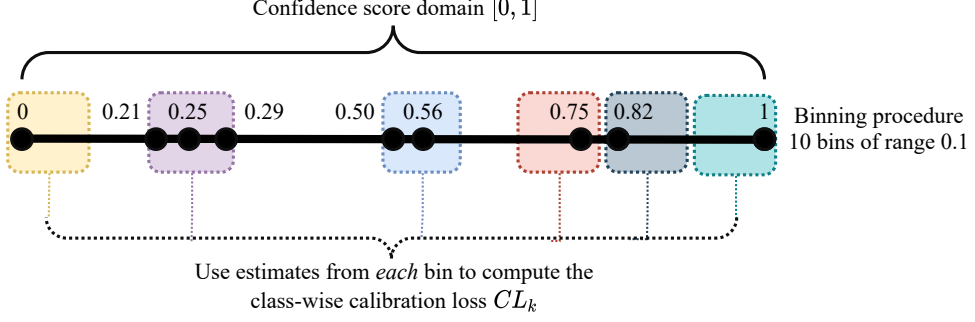 Confidence score domain [0, 1]
0 0.21 0.25 0.29 0.50 0.56 0.75 0.82 1
Binning procedure
10 bins of range 0.1
Use estimates from each bin to compute the
class-wise calibration loss CLₖ